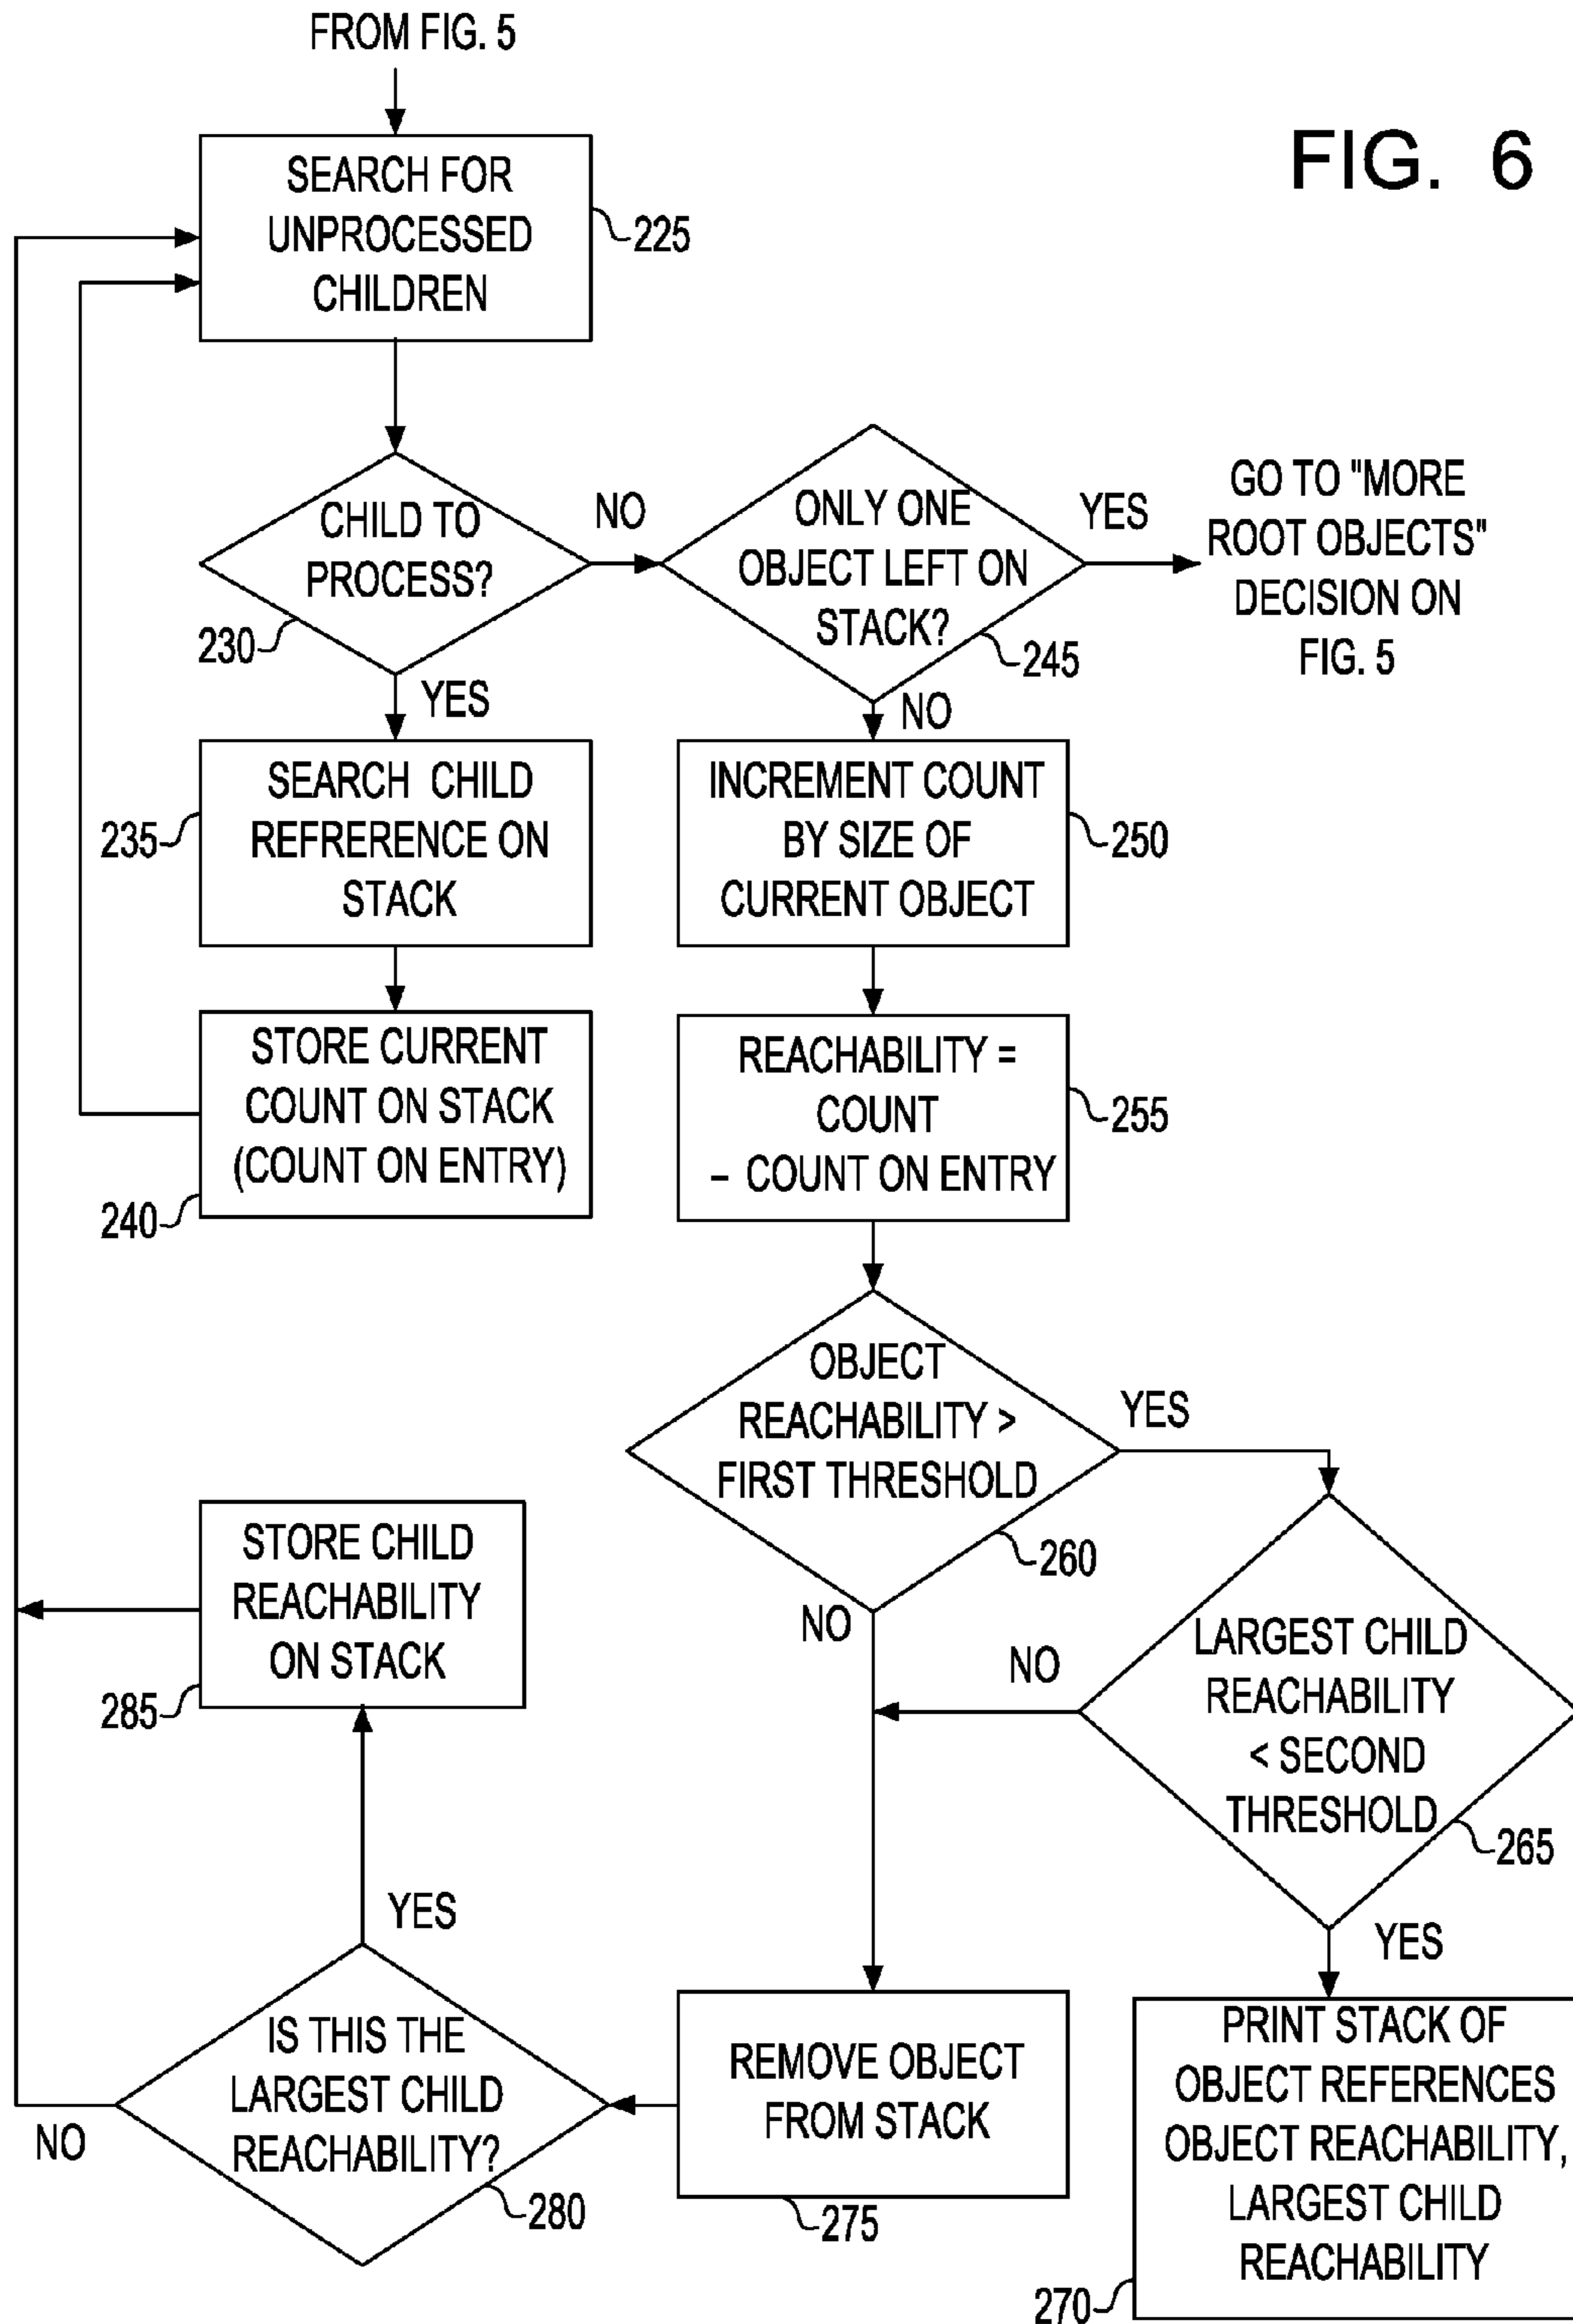 FROM FIG. 5
FIG. 6
SEARCH FOR
UNPROCESSED
CHILDREN
225
CHILD TO
PROCESS?
230
NO
ONLY ONE
OBJECT LEFT ON
STACK?
245
YES
GO TO "MORE
ROOT OBJECTS"
DECISION ON
FIG. 5
YES
NO
SEARCH CHILD
REFRERENCE ON
STACK
235
INCREMENT COUNT
BY SIZE OF
CURRENT OBJECT
250
STORE CURRENT
COUNT ON STACK
(COUNT ON ENTRY)
240
REACHABILITY =
COUNT
– COUNT ON ENTRY
255
OBJECT
REACHABILITY >
FIRST THRESHOLD
260
YES
NO
LARGEST CHILD
REACHABILITY
< SECOND
THRESHOLD
265
NO
YES
STORE CHILD
REACHABILITY
ON STACK
285
YES
IS THIS THE
LARGEST CHILD
REACHABILITY?
280
NO
REMOVE OBJECT
FROM STACK
275
PRINT STACK OF
OBJECT REFERENCES
OBJECT REACHABILITY,
LARGEST CHILD
REACHABILITY
270